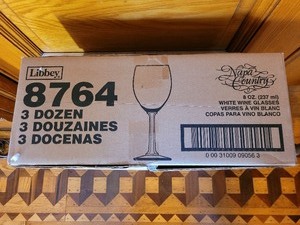 Libbey
8764
3 DOZEN
3 DOUZAINES
3 DOCENAS
Napa
Country
8 OZ. (237 ml)
WHITE WINE GLASSES
VERRES À VIN BLANC
COPAS PARA VINO BLANCO
0 00 31009 09056 3